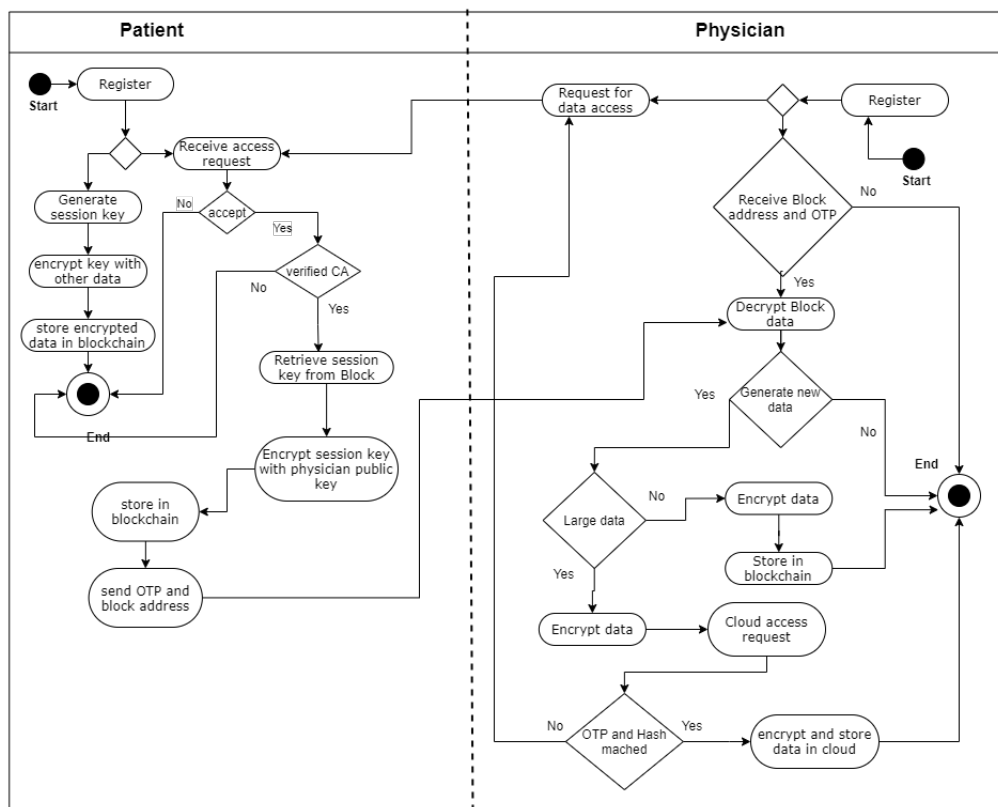 Patient
Physician
Register
Start
Receive access
request
Generate
session key
No
accept
Yes
encrypt key with
other data
verified CA
No
Yes
store encrypted
data in blockchain
Retrieve session
key from Block
End
Encrypt session key
with physician public
key
store in
blockchain
send OTP and
block address
Request for
data access
Register
Start
Receive Block
address and OTP
No
Yes
Decrypt Block
data
Yes
Generate new
data
No
End
Large data
No
Encrypt data
Yes
Store in
blockchain
Encrypt data
Cloud access
request
No
OTP and Hash
mached
Yes
encrypt and store
data in cloud